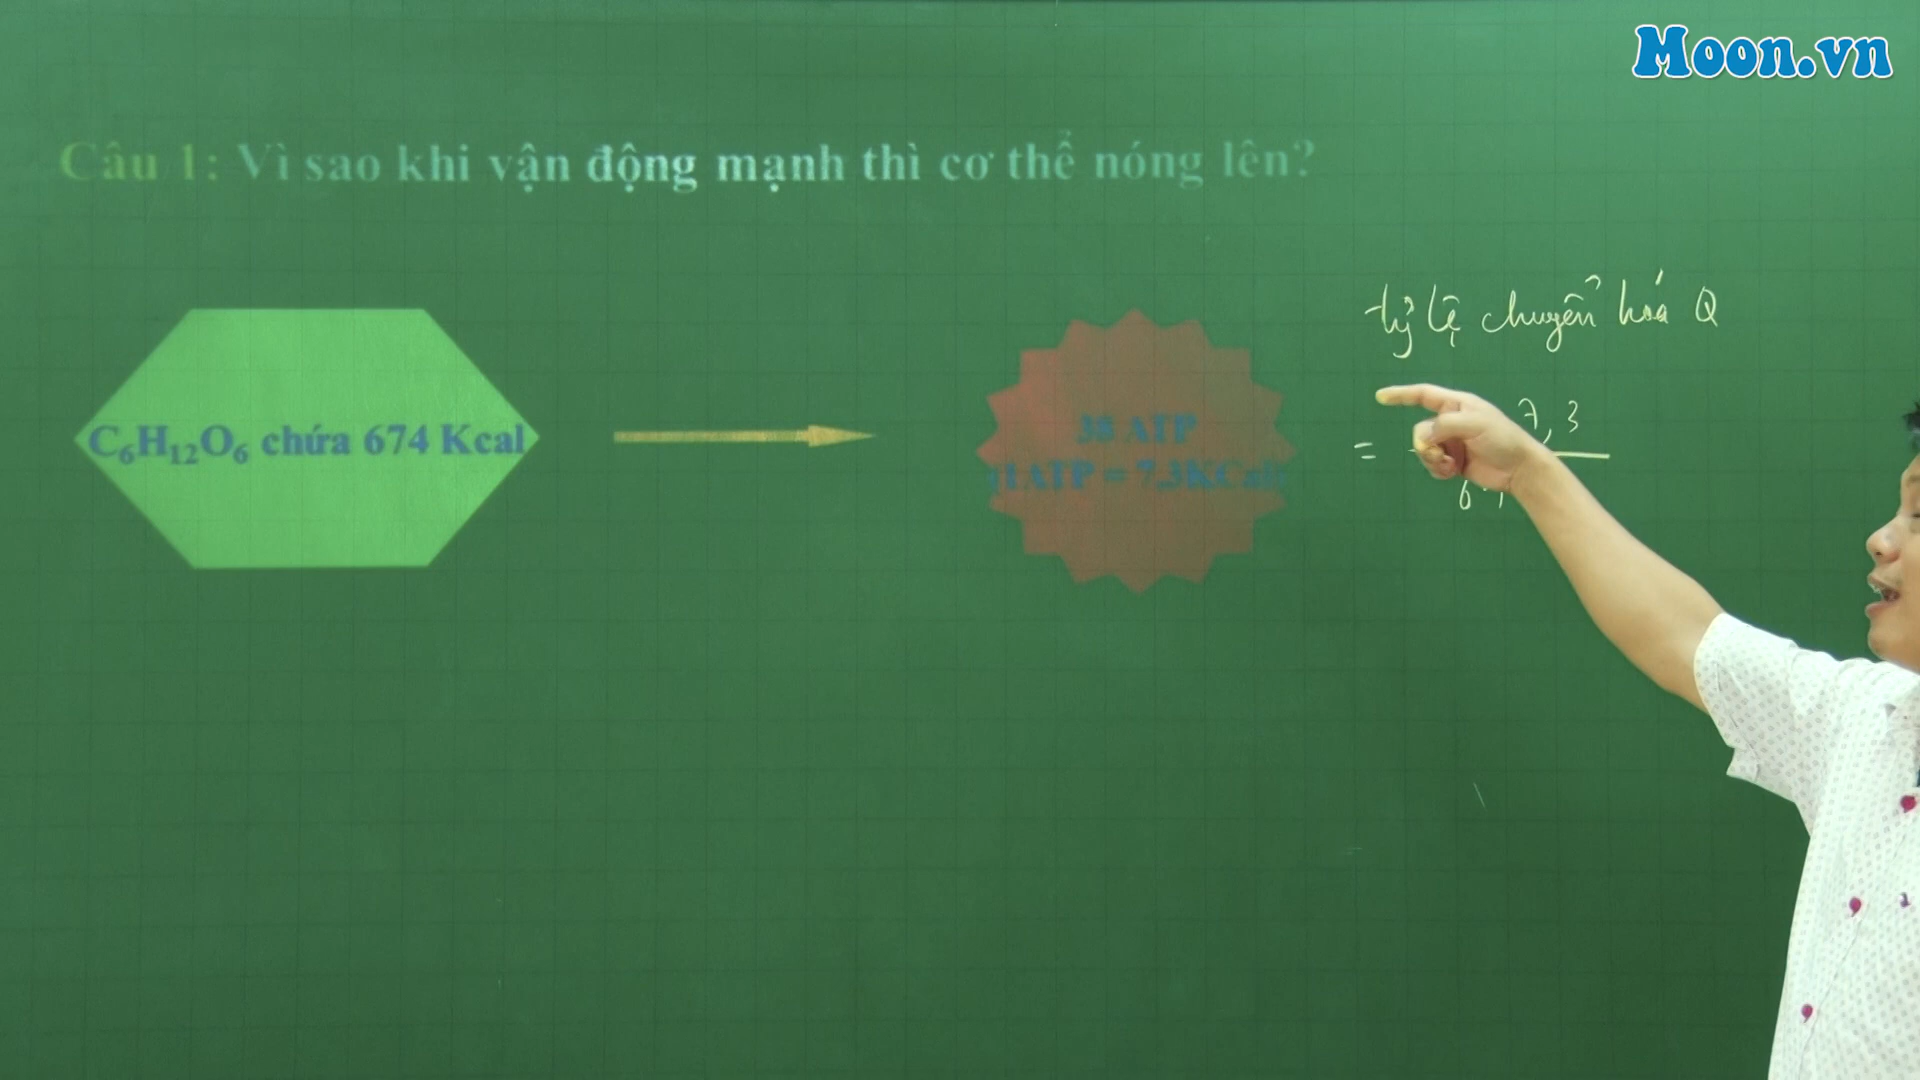 Moon.vn
Câu 1: Vì sao khi vận động mạnh thì cơ thể nóng lên?
C₆H₁₂O₆ chứa 674 Kcal
38 ATP
(1ATP = 7,3KCal)
tỷ lệ chuyển hoá Q
= 7,3